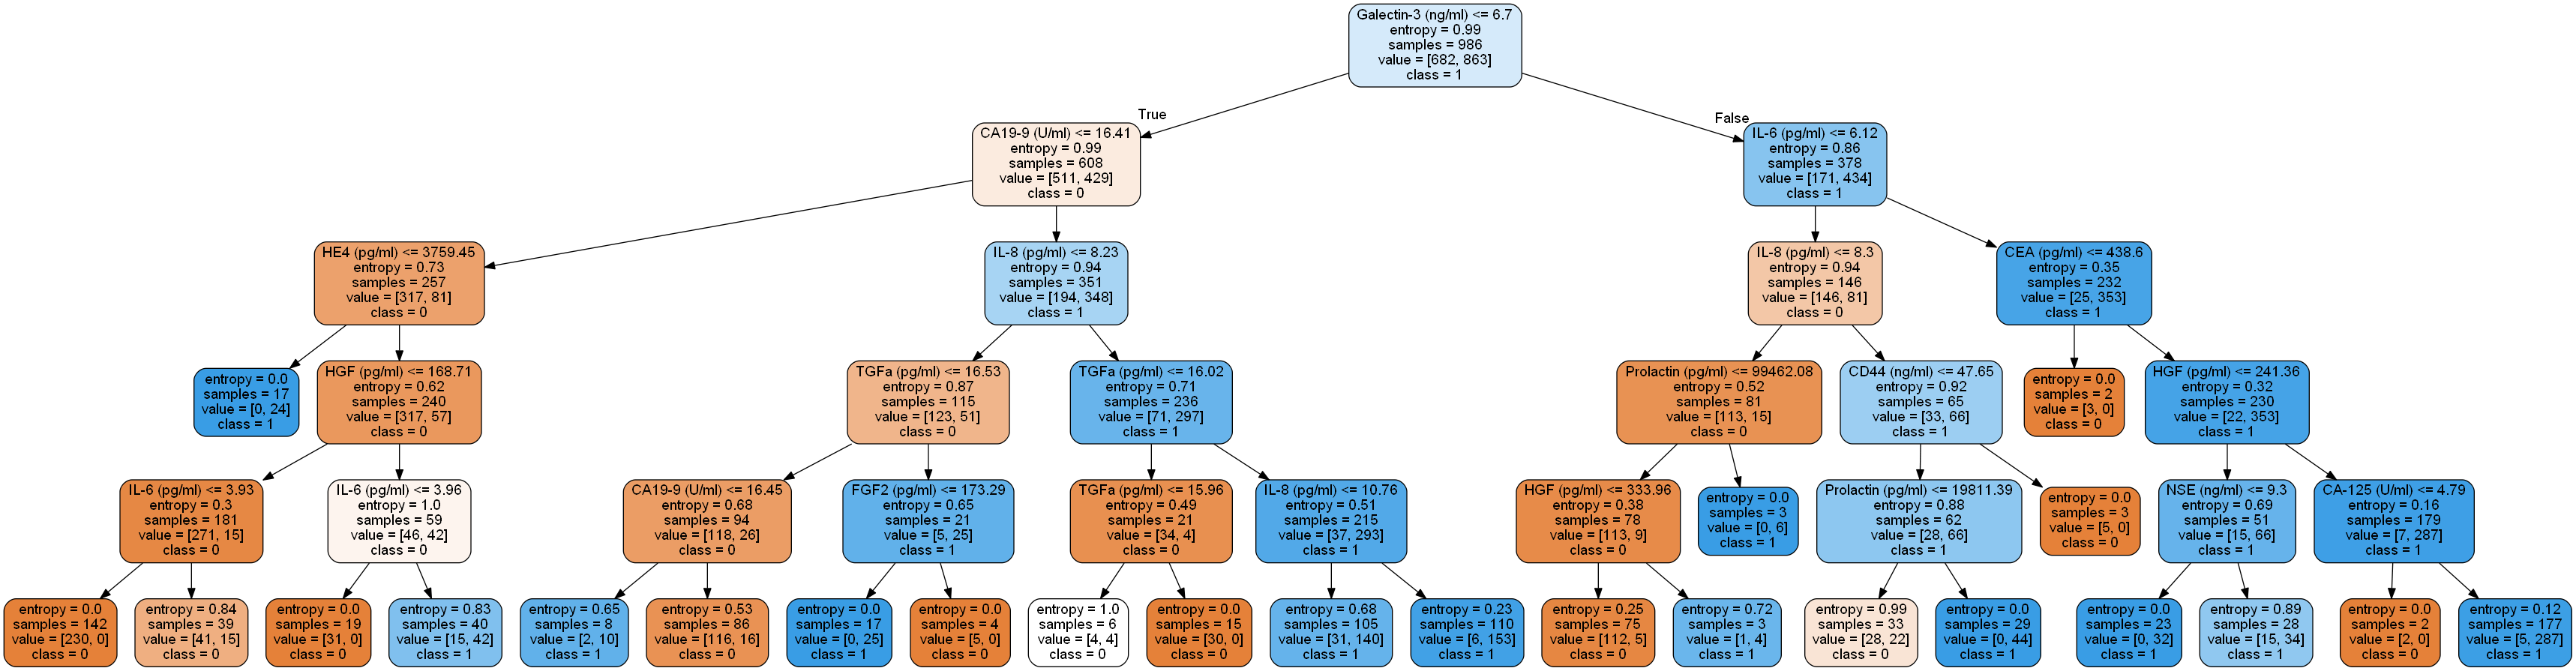 Galectin-3 (ng/ml) <= 6.7
entropy = 0.99
samples = 986
value = [682, 863]
class = 1
True
False
CA19-9 (U/ml) <= 16.41
entropy = 0.99
samples = 608
value = [511, 429]
class = 0
IL-6 (pg/ml) <= 6.12
entropy = 0.86
samples = 378
value = [171, 434]
class = 1
HE4 (pg/ml) <= 3759.45
entropy = 0.73
samples = 257
value = [317, 81]
class = 0
IL-8 (pg/ml) <= 8.23
entropy = 0.94
samples = 351
value = [194, 348]
class = 1
IL-8 (pg/ml) <= 8.3
entropy = 0.94
samples = 146
value = [146, 81]
class = 0
CEA (pg/ml) <= 438.6
entropy = 0.35
samples = 232
value = [25, 353]
class = 1
entropy = 0.0
samples = 17
value = [0, 24]
class = 1
HGF (pg/ml) <= 168.71
entropy = 0.62
samples = 240
value = [317, 57]
class = 0
TGFa (pg/ml) <= 16.53
entropy = 0.87
samples = 115
value = [123, 51]
class = 0
TGFa (pg/ml) <= 16.02
entropy = 0.71
samples = 236
value = [71, 297]
class = 1
Prolactin (pg/ml) <= 99462.08
entropy = 0.52
samples = 81
value = [113, 15]
class = 0
CD44 (ng/ml) <= 47.65
entropy = 0.92
samples = 65
value = [33, 66]
class = 1
entropy = 0.0
samples = 2
value = [3, 0]
class = 0
HGF (pg/ml) <= 241.36
entropy = 0.32
samples = 230
value = [22, 353]
class = 1
IL-6 (pg/ml) <= 3.93
entropy = 0.3
samples = 181
value = [271, 15]
class = 0
IL-6 (pg/ml) <= 3.96
entropy = 1.0
samples = 59
value = [46, 42]
class = 0
CA19-9 (U/ml) <= 16.45
entropy = 0.68
samples = 94
value = [118, 26]
class = 0
FGF2 (pg/ml) <= 173.29
entropy = 0.65
samples = 21
value = [5, 25]
class = 1
TGFa (pg/ml) <= 15.96
entropy = 0.49
samples = 21
value = [34, 4]
class = 0
IL-8 (pg/ml) <= 10.76
entropy = 0.51
samples = 215
value = [37, 293]
class = 1
HGF (pg/ml) <= 333.96
entropy = 0.38
samples = 78
value = [113, 9]
class = 0
entropy = 0.0
samples = 3
value = [0, 6]
class = 1
Prolactin (pg/ml) <= 19811.39
entropy = 0.88
samples = 62
value = [28, 66]
class = 1
entropy = 0.0
samples = 3
value = [5, 0]
class = 0
NSE (ng/ml) <= 9.3
entropy = 0.69
samples = 51
value = [15, 66]
class = 1
CA-125 (U/ml) <= 4.79
entropy = 0.16
samples = 179
value = [7, 287]
class = 1
entropy = 0.0
samples = 142
value = [230, 0]
class = 0
entropy = 0.84
samples = 39
value = [41, 15]
class = 0
entropy = 0.0
samples = 19
value = [31, 0]
class = 0
entropy = 0.83
samples = 40
value = [15, 42]
class = 1
entropy = 0.65
samples = 8
value = [2, 10]
class = 1
entropy = 0.53
samples = 86
value = [116, 16]
class = 0
entropy = 0.0
samples = 17
value = [0, 25]
class = 1
entropy = 0.0
samples = 4
value = [5, 0]
class = 0
entropy = 1.0
samples = 6
value = [4, 4]
class = 0
entropy = 0.0
samples = 15
value = [30, 0]
class = 0
entropy = 0.68
samples = 105
value = [31, 140]
class = 1
entropy = 0.23
samples = 110
value = [6, 153]
class = 1
entropy = 0.25
samples = 75
value = [112, 5]
class = 0
entropy = 0.72
samples = 3
value = [1, 4]
class = 1
entropy = 0.99
samples = 33
value = [28, 22]
class = 0
entropy = 0.0
samples = 29
value = [0, 44]
class = 1
entropy = 0.0
samples = 23
value = [0, 32]
class = 1
entropy = 0.89
samples = 28
value = [15, 34]
class = 1
entropy = 0.0
samples = 2
value = [2, 0]
class = 0
entropy = 0.12
samples = 177
value = [5, 287]
class = 1